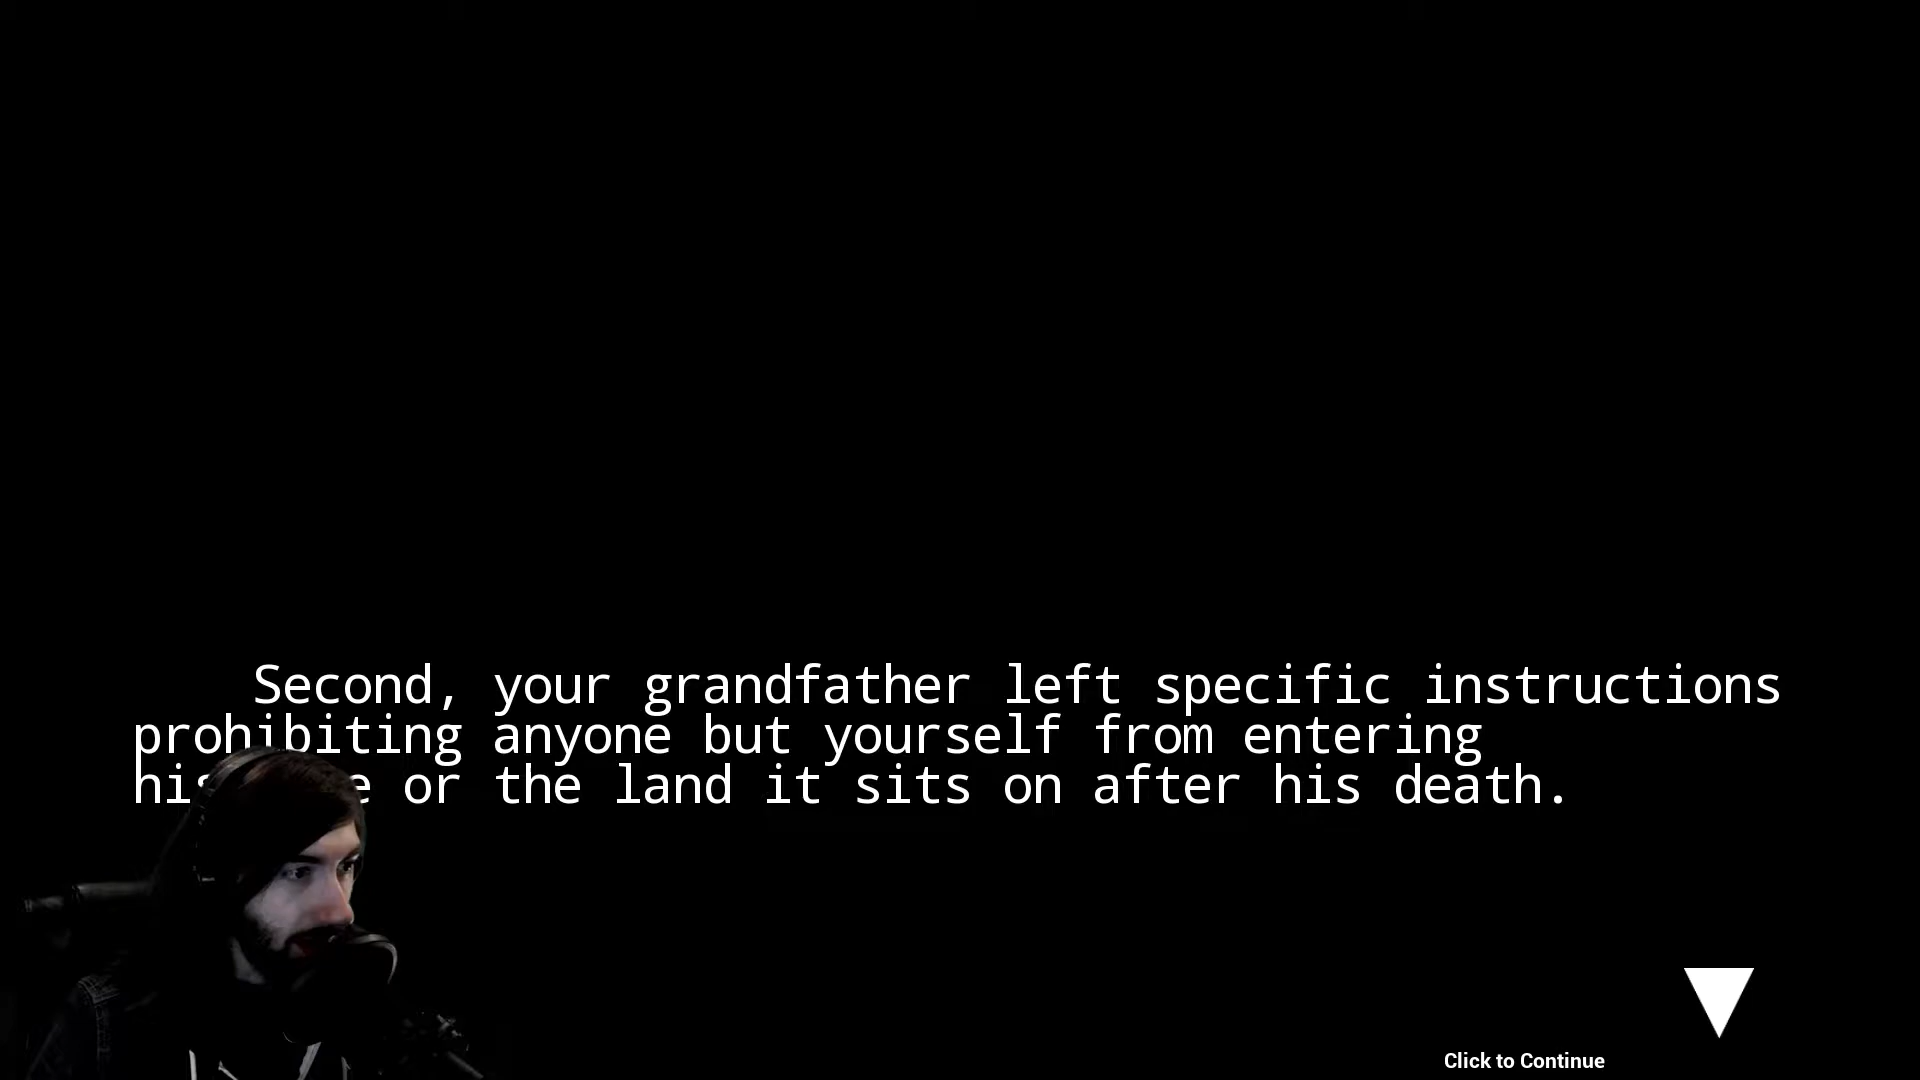 Second, your grandfather left specific instructions
prohibiting anyone but yourself from entering
or the land it sits on after his death.
Click to Continue